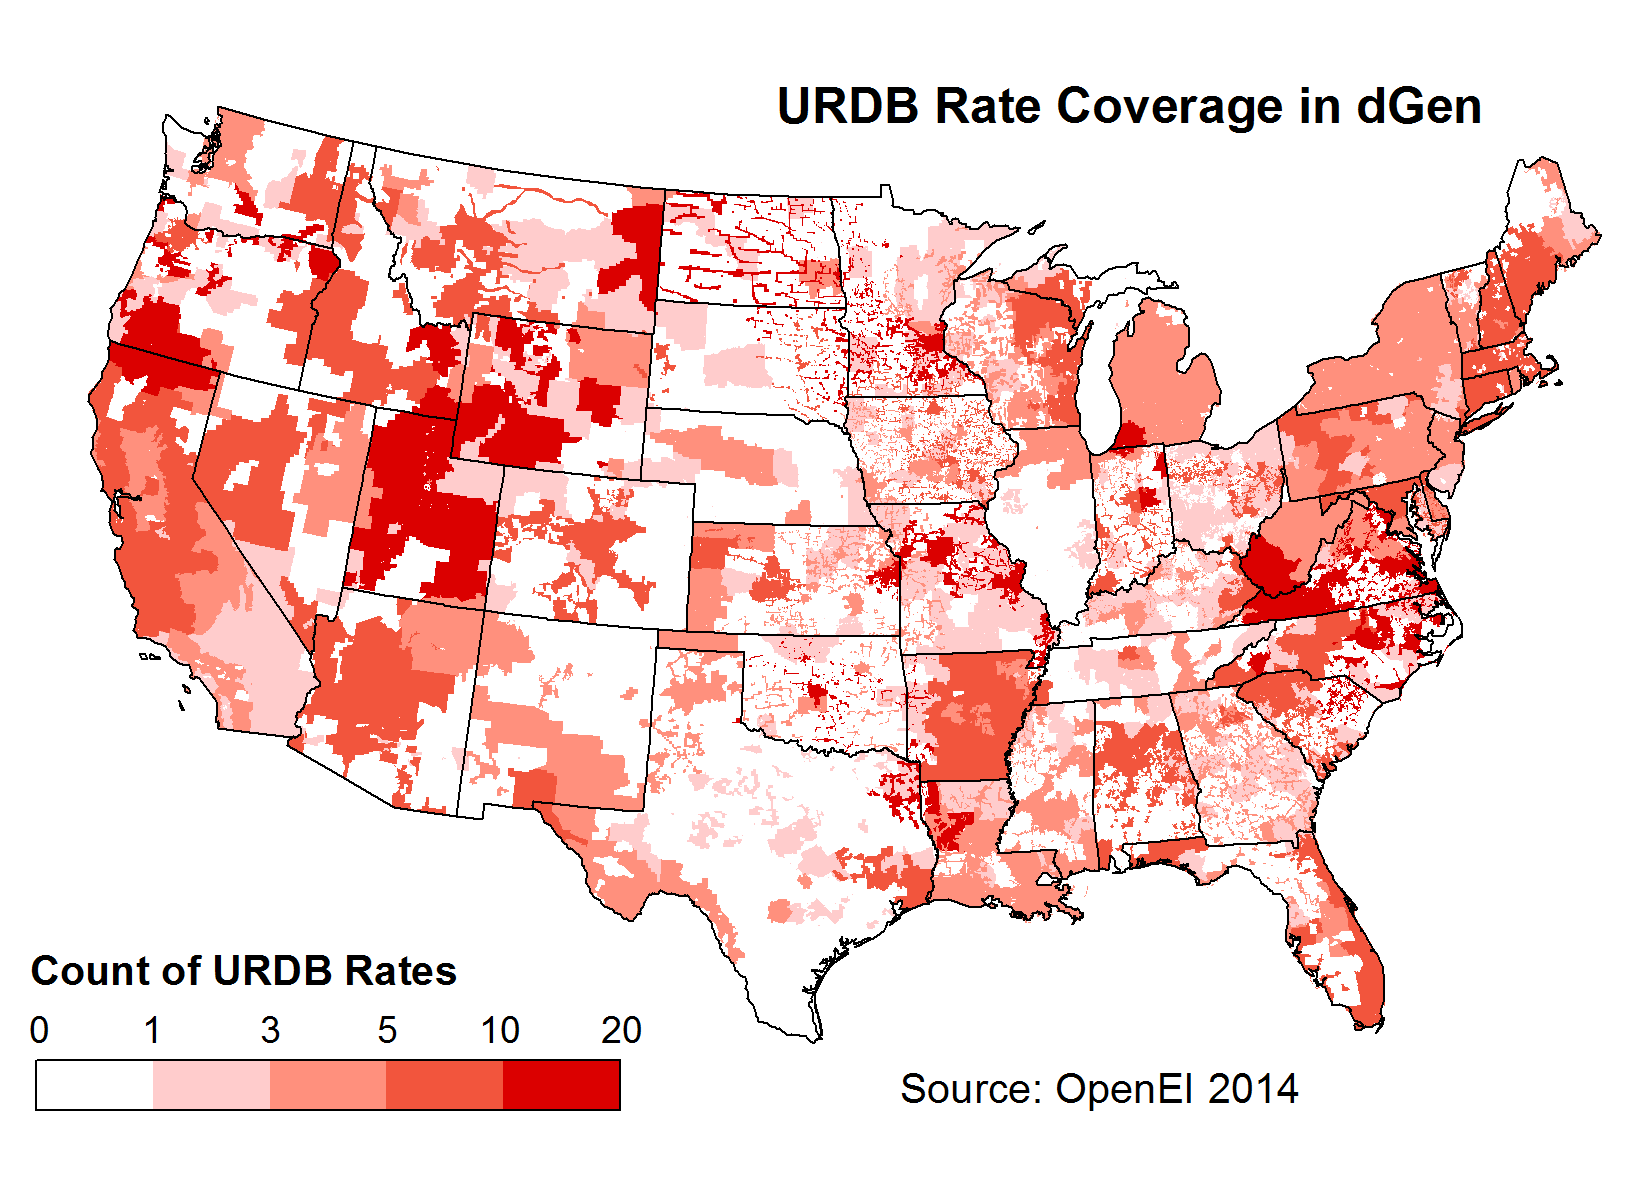 URDB Rate Coverage in dGen
Count of URDB Rates
0 1 3 5 10 20
Source: OpenEI 2014